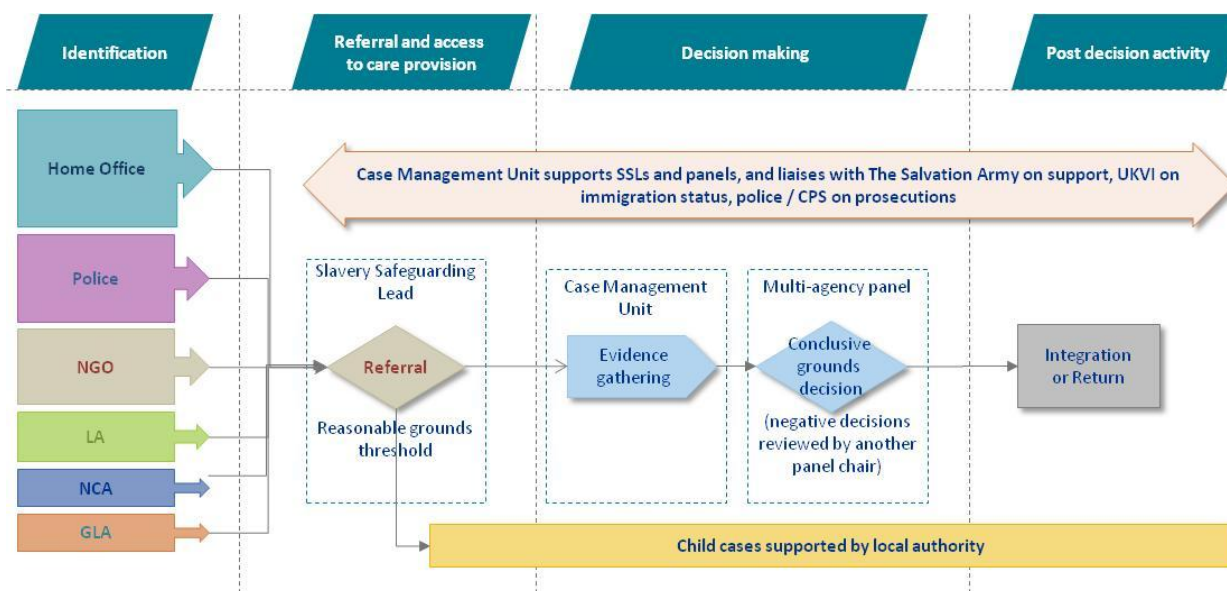 Identification
Referral and access
to care provision
Decision making
Post decision activity
Home Office
Police
NGO
LA
NCA
GLA
Case Management Unit supports SSLs and panels, and liaises with The Salvation Army on support, UKVI on
immigration status, police / CPS on prosecutions
Slavery Safeguarding
Lead
Referral
Reasonable grounds
threshold
Case Management
Unit
Evidence
gathering
Multi-agency panel
Conclusive
grounds
decision
(negative decisions
reviewed by another
panel chair)
Integration
or Return
Child cases supported by local authority